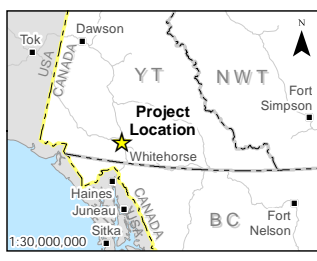 N
Dawson
Tok
USA
CANADA
YT
NWT
Fort
Simpson
Project
Location
Whitehorse
Haines
Juneau
Sitka
CANADA
USA
BC
Fort
Nelson
1:30,000,000